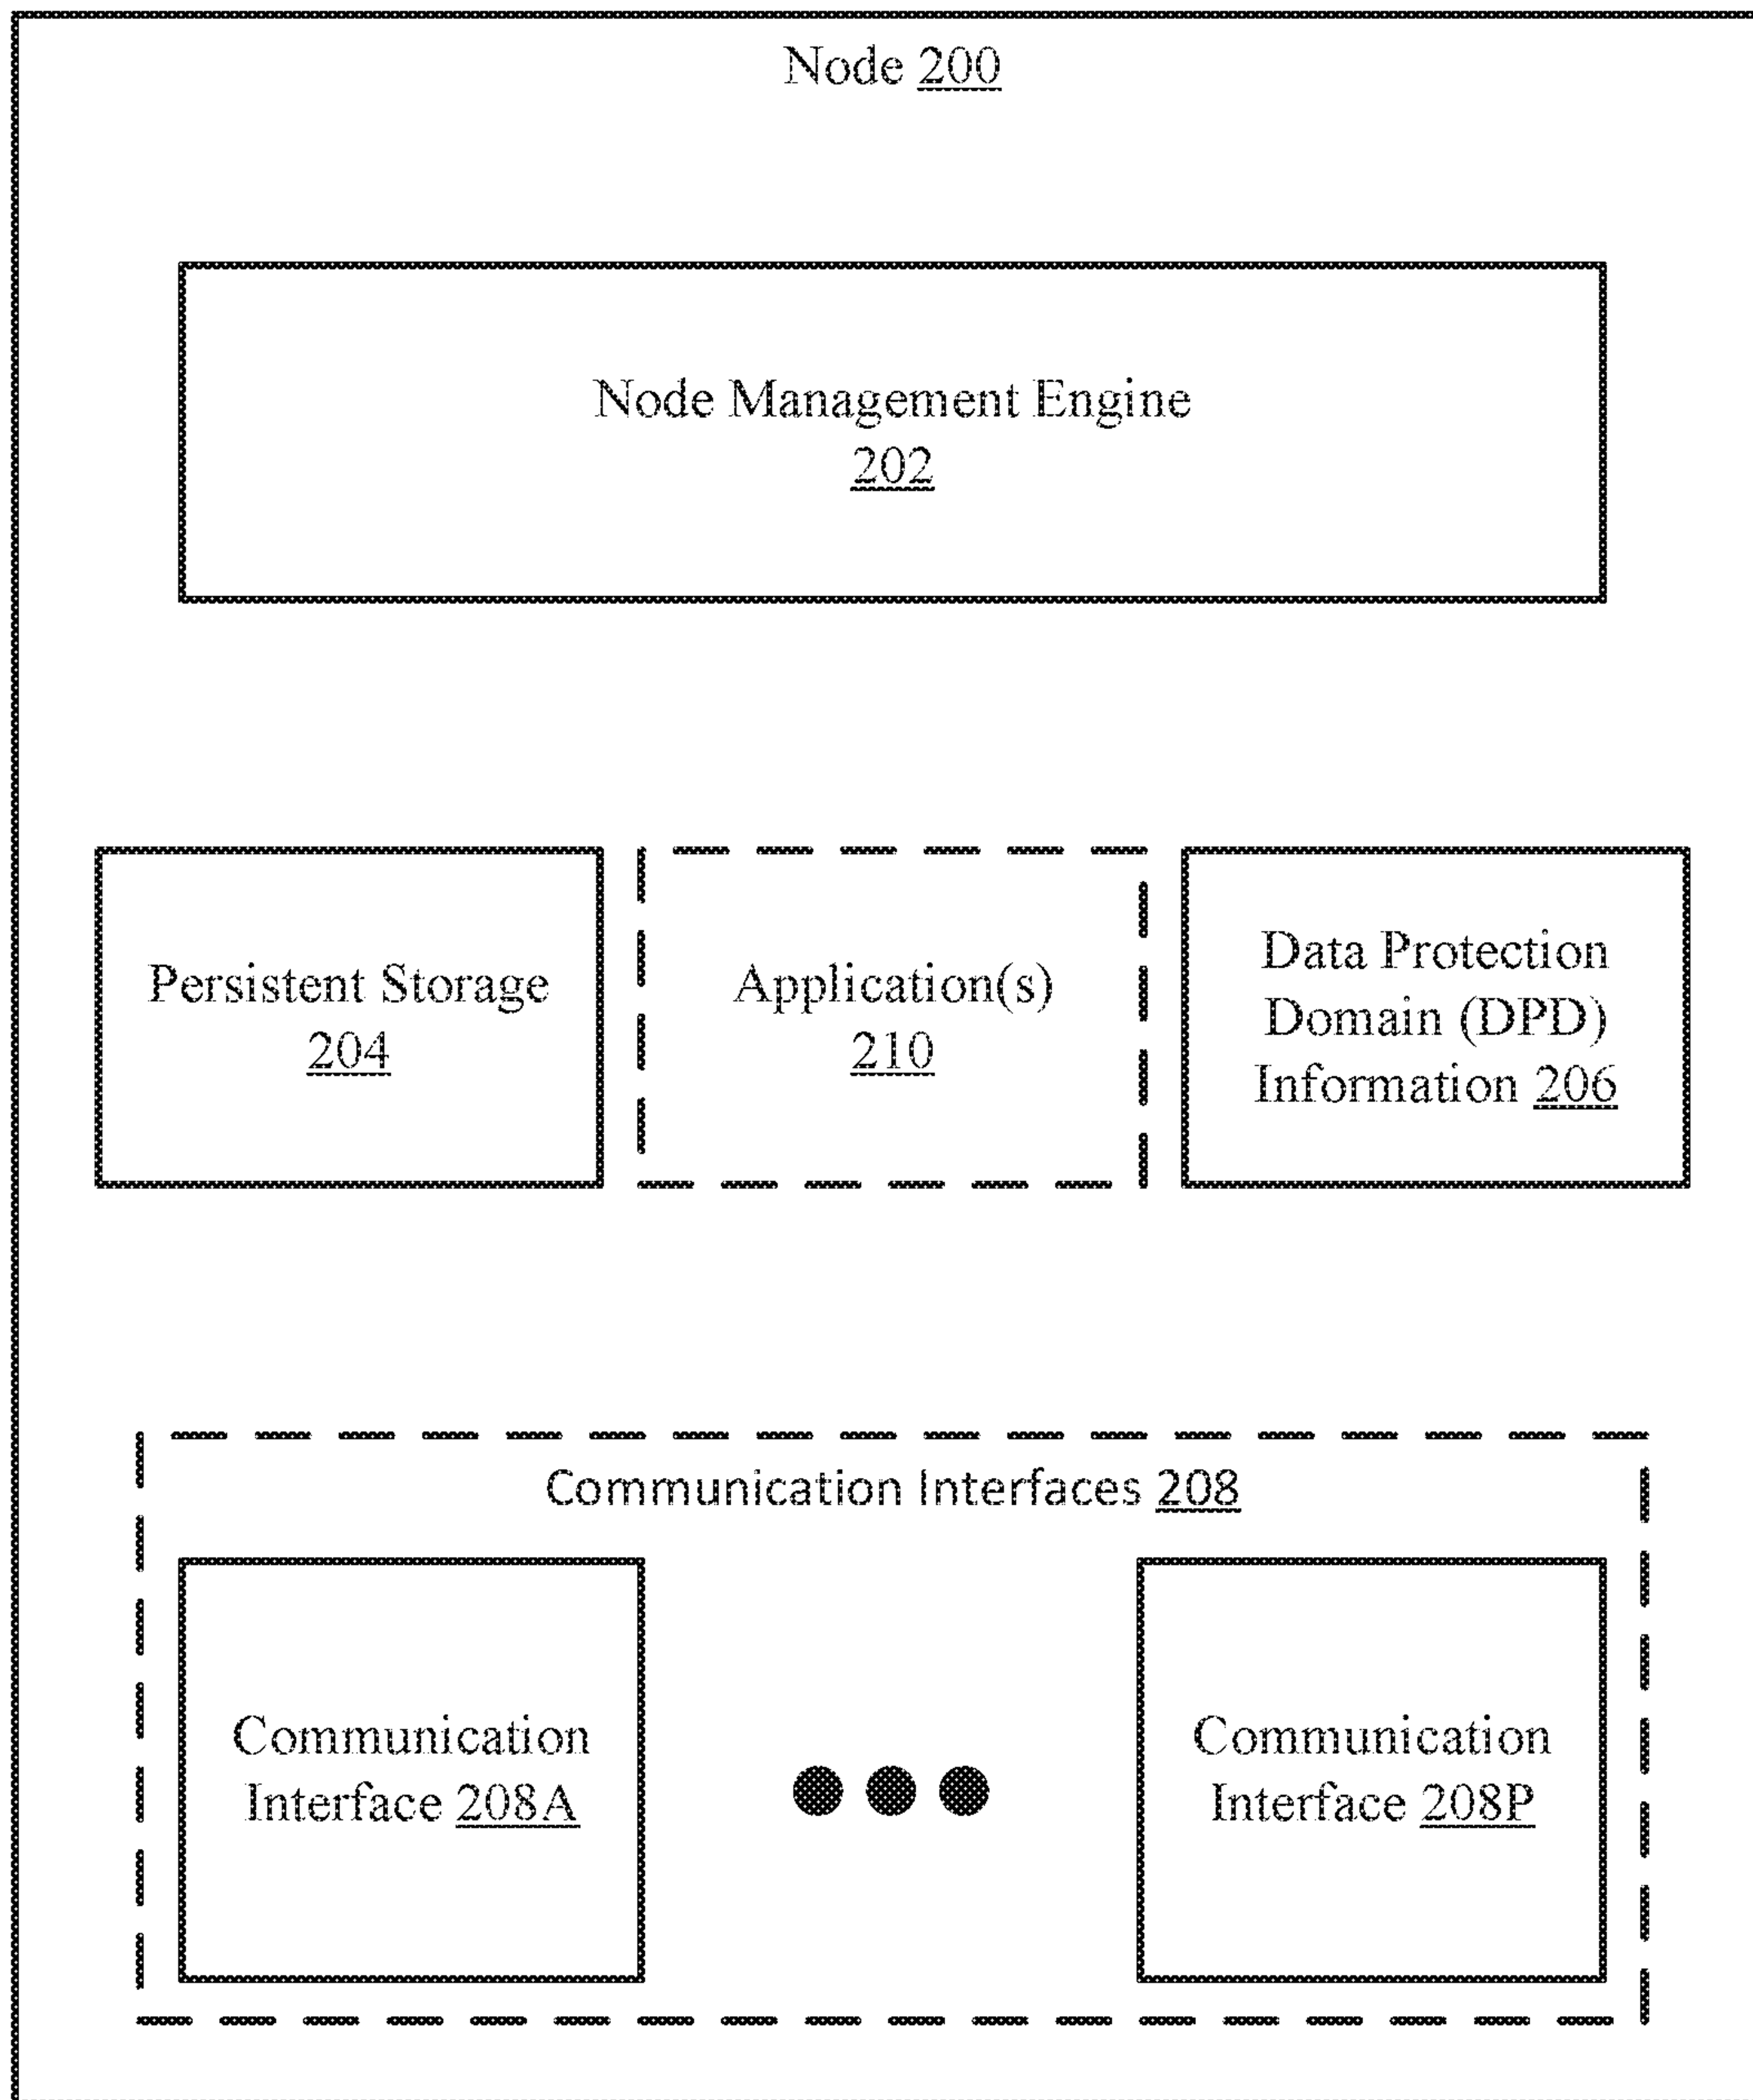 Node 200
Node Management Engine
202
Persistent Storage
204
Application(s)
210
Data Protection
Domain (DPD)
Information 206
Communication Interfaces 208
Communication
Interface 208A
Communication
Interface 208P